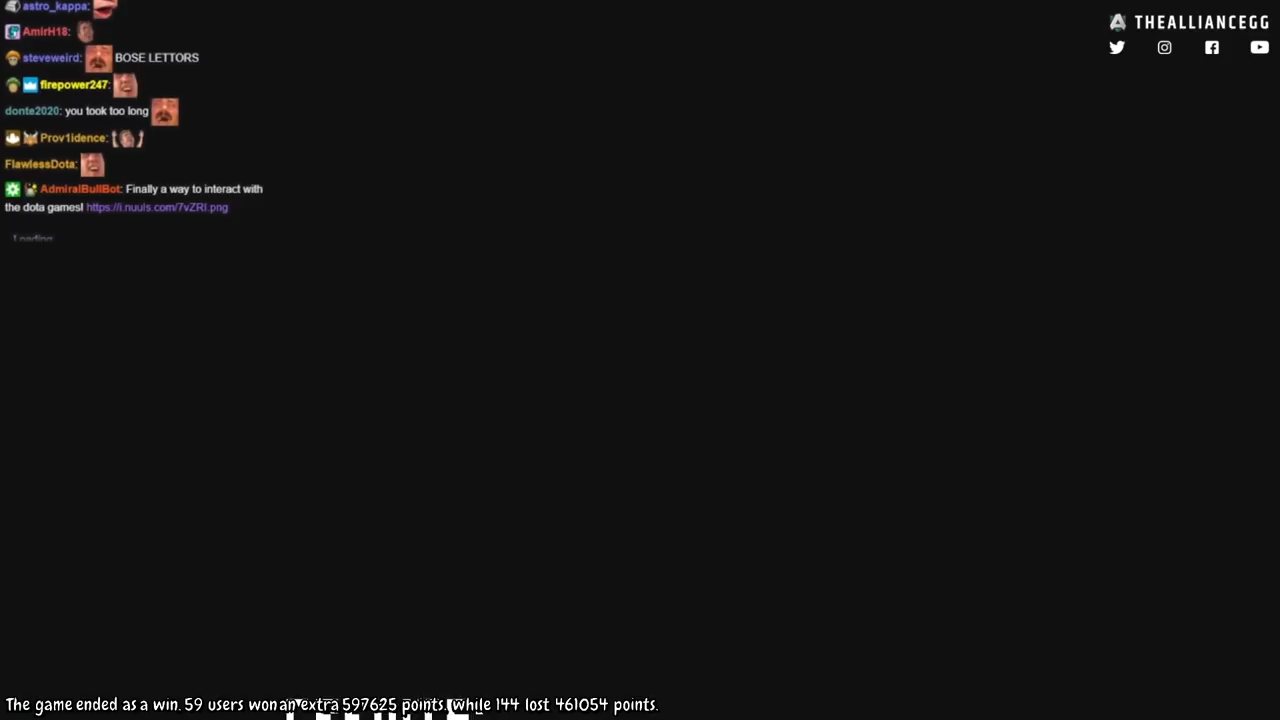 astro_kappa:
THEALLIANCEGG
AmirH18:
steveweird: BOSE LETTORS
firepower247:
donte2020: you took too long
Prov1idence:
FlawlessDota:
AdmiralBullBot: Finally a way to interact with
the dota games! https://i.nuuls.com/7vZRI.png
Loading
The game ended as a win. 59 users won an extra 597625 points. while 144 lost 461054 points.